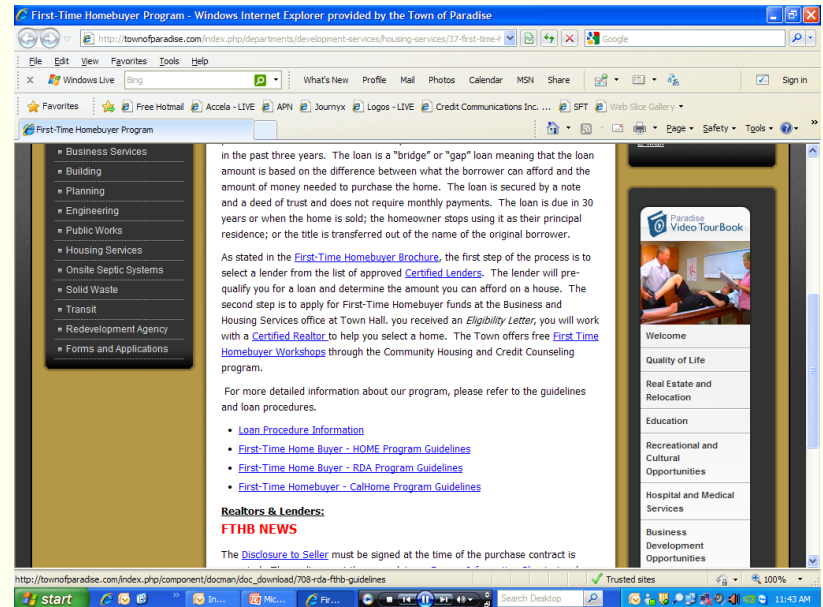 First-Time Homebuyer Program - Windows Internet Explorer provided by the Town of Paradise
http://townofparadise.com/index.php/departments/development-services/housing-services/37-first-time-h
Google
File Edit View Favorites Tools Help
Windows Live Bing What's New Profile Mail Photos Calendar MSN Share Sign in
Favorites Free Hotmail Accela - LIVE APN Journyx Logos - LIVE Credit Communications Inc. ... SFT Web Slice Gallery
First-Time Homebuyer Program Page Safety Tools
Business Services
Building
Planning
Engineering
Public Works
Housing Services
Onsite Septic Systems
Solid Waste
Transit
Redevelopment Agency
Forms and Applications
in the past three years. The loan is a “bridge” or “gap” loan meaning that the loan
amount is based on the difference between what the borrower can afford and the
amount of money needed to purchase the home. The loan is secured by a note
and a deed of trust and does not require monthly payments. The loan is due in 30
years or when the home is sold; the homeowner stops using it as their principal
residence; or the title is transferred out of the name of the original borrower.
As stated in the First-Time Homebuyer Brochure, the first step of the process is to
select a lender from the list of approved Certified Lenders. The lender will pre-
qualify you for a loan and determine the amount you can afford on a house. The
second step is to apply for First-Time Homebuyer funds at the Business and
Housing Services office at Town Hall. you received an Eligibility Letter, you will work
with a Certified Realtor to help you select a home. The Town offers free First Time
Homebuyer Workshops through the Community Housing and Credit Counseling
program.
For more detailed information about our program, please refer to the guidelines
and loan procedures.
Loan Procedure Information
First-Time Home Buyer - HOME Program Guidelines
First-Time Home Buyer - RDA Program Guidelines
First-Time Homebuyer - CalHome Program Guidelines
Realtors & Lenders:
FTHB NEWS
The Disclosure to Seller must be signed at the time of the purchase contract is
Paradise
Video TourBook
Welcome
Quality of Life
Real Estate and
Relocation
Education
Recreational and
Cultural
Opportunities
Hospital and Medical
Services
Business
Development
Opportunities
http://townofparadise.com/index.php/component/docman/doc_download/708-rda-fthb-guidelines
Trusted sites 100%
start In... Mic... Fir... Search Desktop 11:43 AM